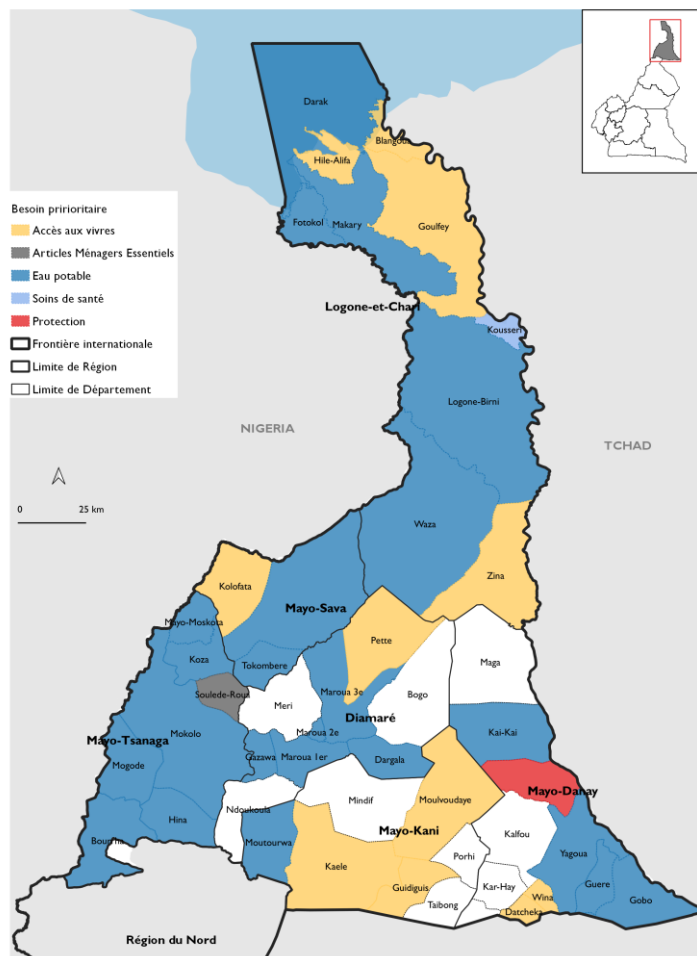 Darak
Blangoua
Hile-Alifa
Fotokol
Makary
Goulfey
Besoin pririoritaire
Accès aux vivres
Articles Ménagers Essentiels
Eau potable
Soins de santé
Protection
Frontière internationale
Limite de Région
Limite de Département
Logone-et-Chari
Kousseri
Logone-Birni
NIGERIA
TCHAD
0
25 km
Waza
Zina
Kolofata
Mayo-Sava
Mayo-Moskota
Pette
Koza
Tokombere
Maga
Soulede-Roua
Maroua 3e
Meri
Bogo
Diamaré
Mayo-Tsanaga
Mokolo
Maroua 2e
Kai-Kai
Mogode
Gazawa
Maroua 1er
Dargala
Mayo-Danay
Mindif
Moulvoudaye
Ndoukoula
Hina
Mayo-Kani
Kalfou
Moutourwa
Porhi
Yagoua
Kaele
Guidiguis
Kar-Hay
Guere
Wina
Gobo
Taibong
Datcheka
Région du Nord